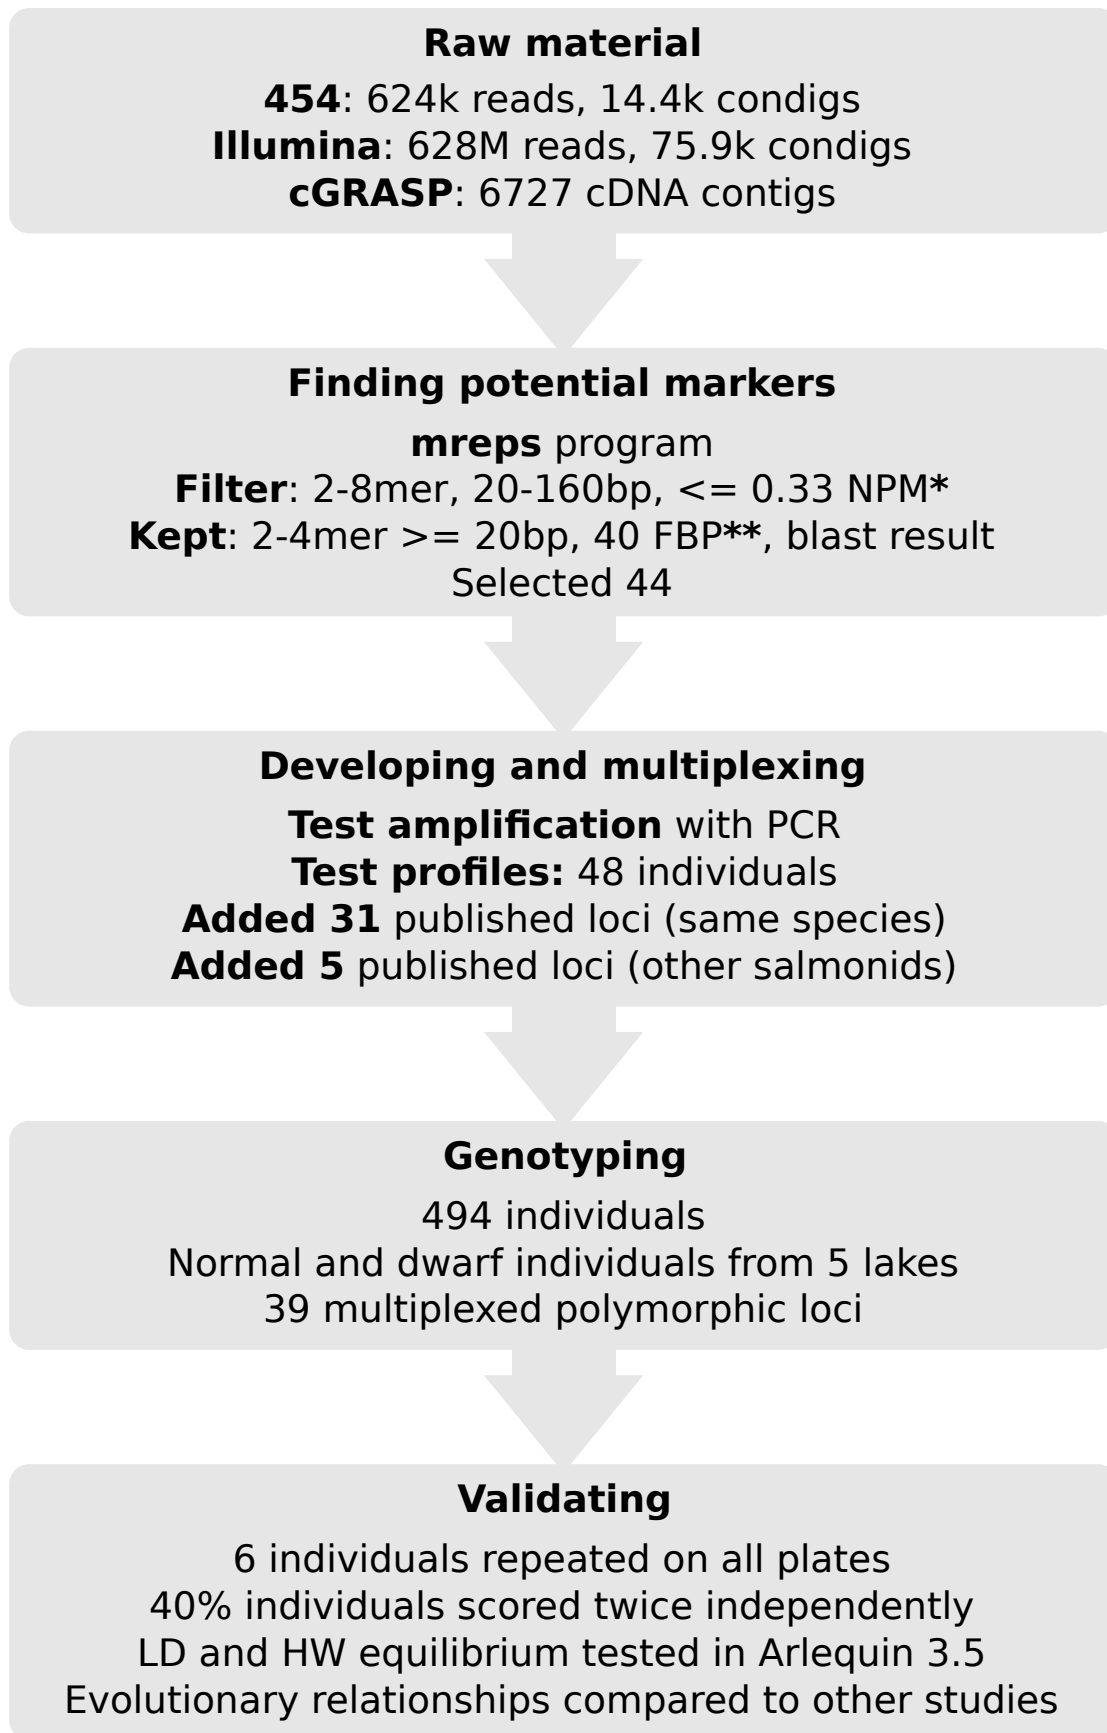 Raw material
454: 624k reads, 14.4k condigs
Illumina: 628M reads, 75.9k condigs
cGRASP: 6727 cDNA contigs
Finding potential markers
mreps program
Filter: 2-8mer, 20-160bp, <= 0.33 NPM*
Kept: 2-4mer >= 20bp, 40 FBP**, blast result
Selected 44
Developing and multiplexing
Test amplification with PCR
Test profiles: 48 individuals
Added 31 published loci (same species)
Added 5 published loci (other salmonids)
Genotyping
494 individuals
Normal and dwarf individuals from 5 lakes
39 multiplexed polymorphic loci
Validating
6 individuals repeated on all plates
40% individuals scored twice independently
LD and HW equilibrium tested in Arlequin 3.5
Evolutionary relationships compared to other studies